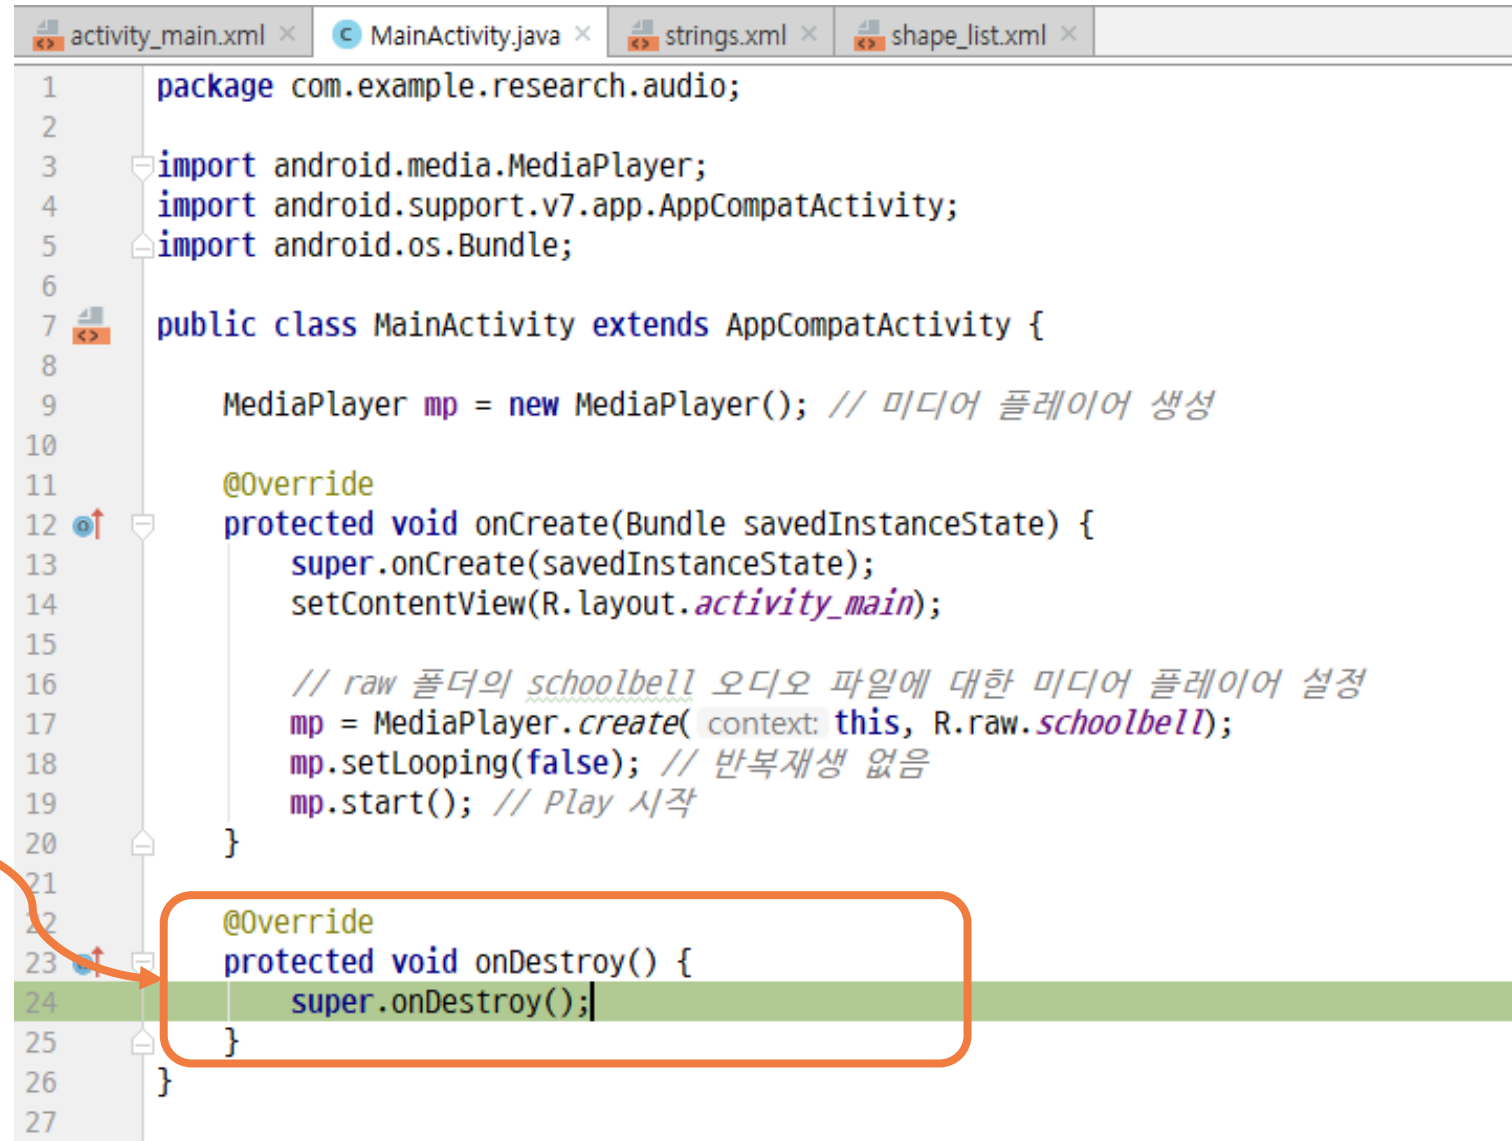 activity_main.xml MainActivity.java strings.xml shape_list.xml
1 package com.example.research.audio;
2
3 import android.media.MediaPlayer;
4 import android.support.v7.app.AppCompatActivity;
5 import android.os.Bundle;
6
7 public class MainActivity extends AppCompatActivity {
8
9 MediaPlayer mp = new MediaPlayer(); // 미디어 플레이어 생성
10
11 @Override
12 protected void onCreate(Bundle savedInstanceState) {
13 super.onCreate(savedInstanceState);
14 setContentView(R.layout.activity_main);
15
16 // raw 폴더의 schoolbell 오디오 파일에 대한 미디어 플레이어 설정
17 mp = MediaPlayer.create( context: this, R.raw.schoolbell);
18 mp.setLooping(false); // 반복재생 없음
19 mp.start(); // Play 시작
20 }
21
22 @Override
23 protected void onDestroy() {
24 super.onDestroy();
25 }
26 }
27